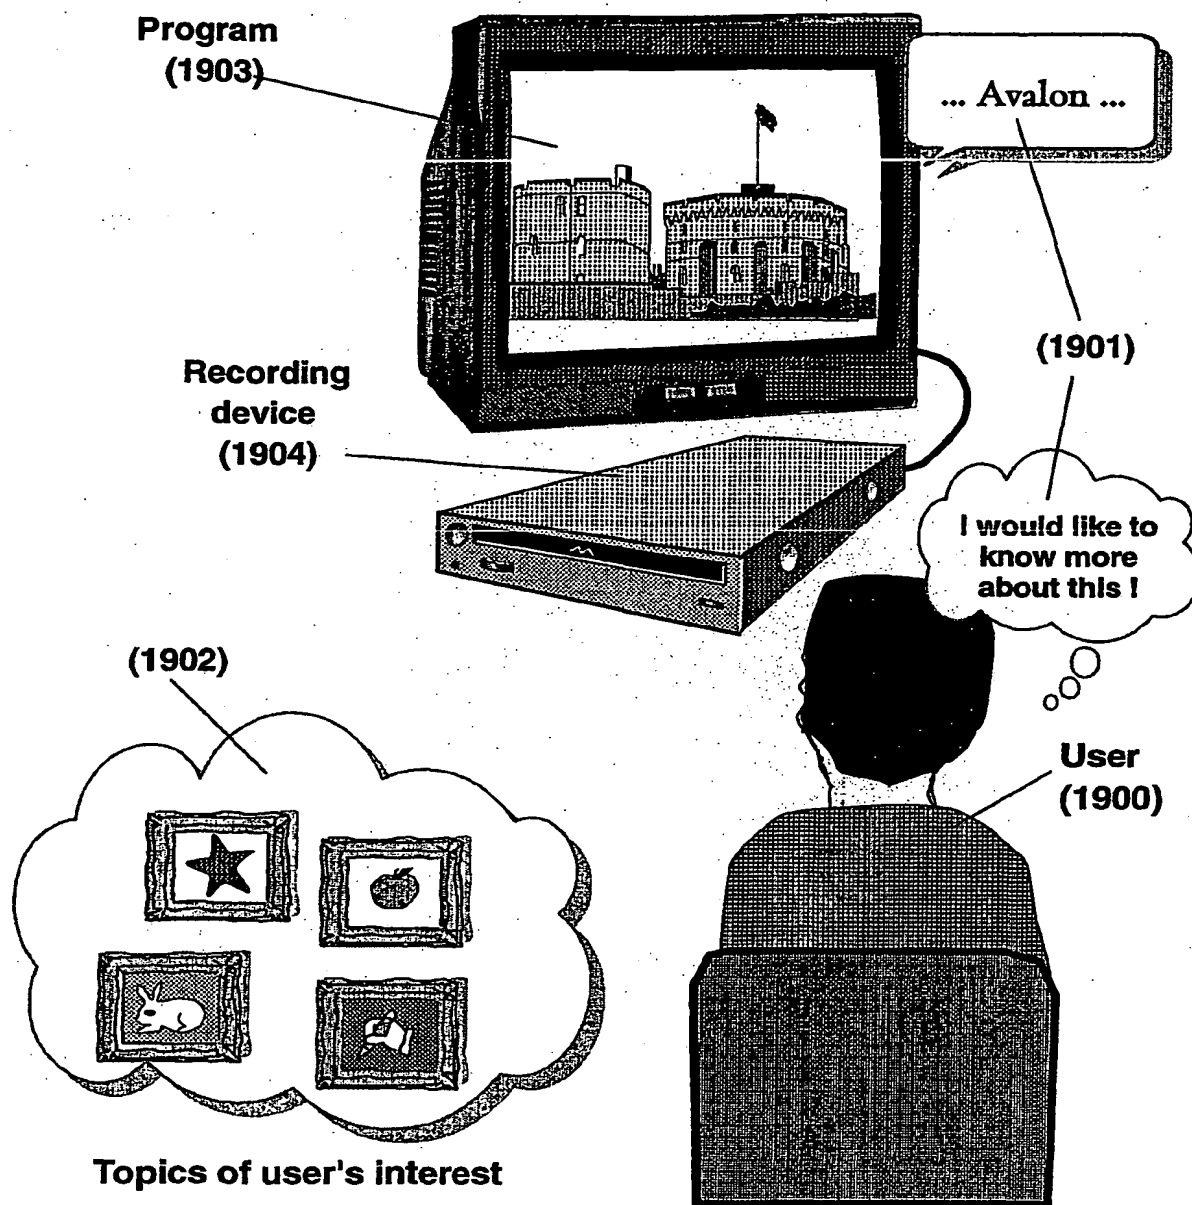 Program
(1903)
... Avalon ...
(1901)
Recording
device
(1904)
I would like to
know more
about this !
(1902)
User
(1900)
Topics of user's interest